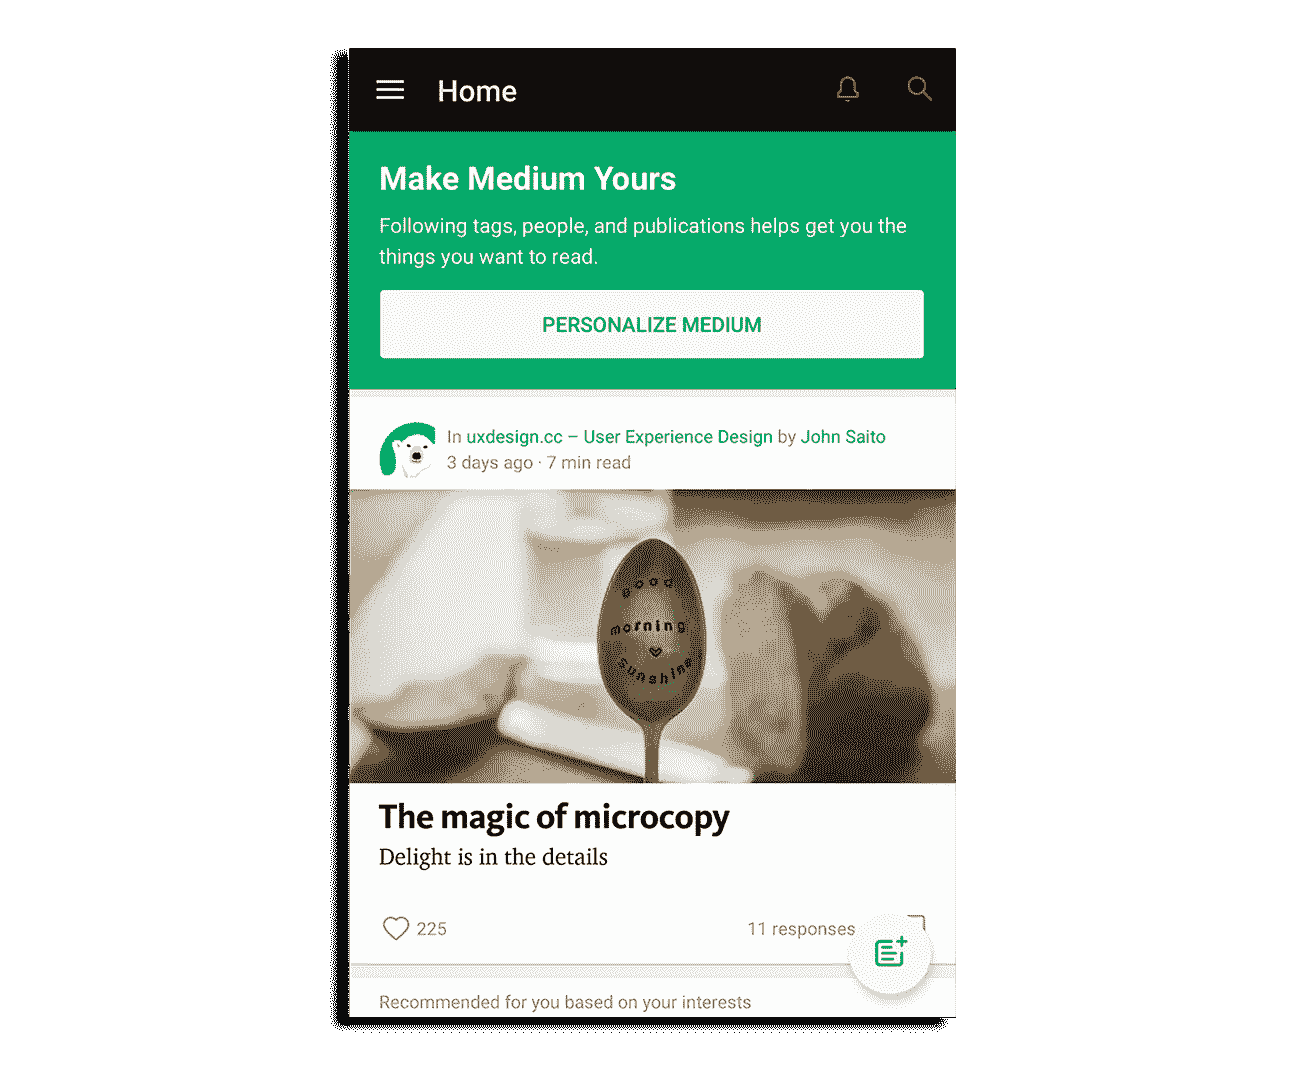 Home
Make Medium Yours
Following tags, people, and publications helps get you the
things you want to read.
PERSONALIZE MEDIUM
In uxdesign.cc – User Experience Design by John Saito
3 days ago · 7 min read
good
morning
sunshine
The magic of microcopy
Delight is in the details
225
11 responses
Recommended for you based on your interests